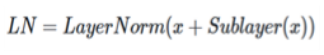 LN = LayerNorm(x + Sublayer(x))